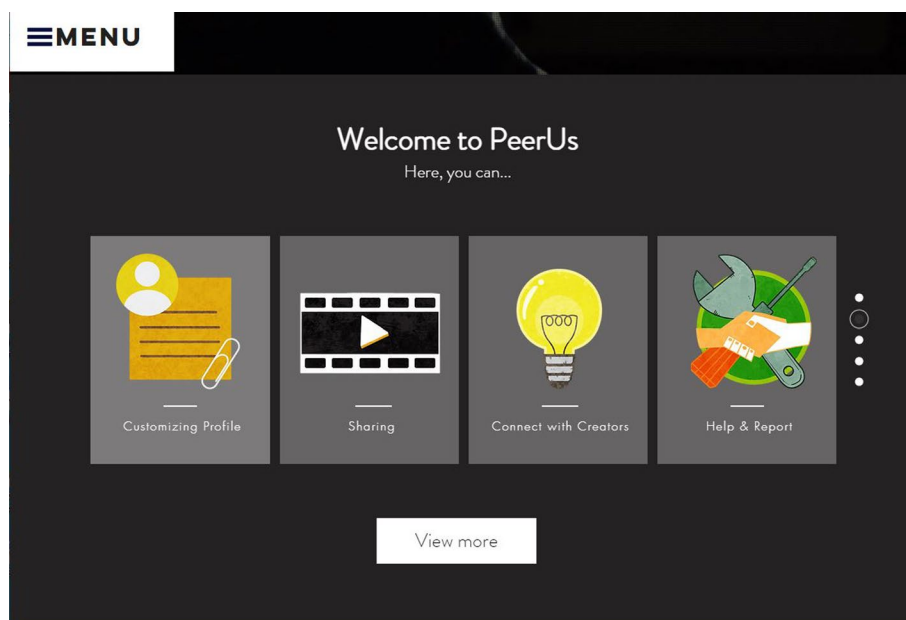 MENU
Welcome to PeerUs
Here, you can...
Customizing Profile
Sharing
Connect with Creators
Help & Report
View more